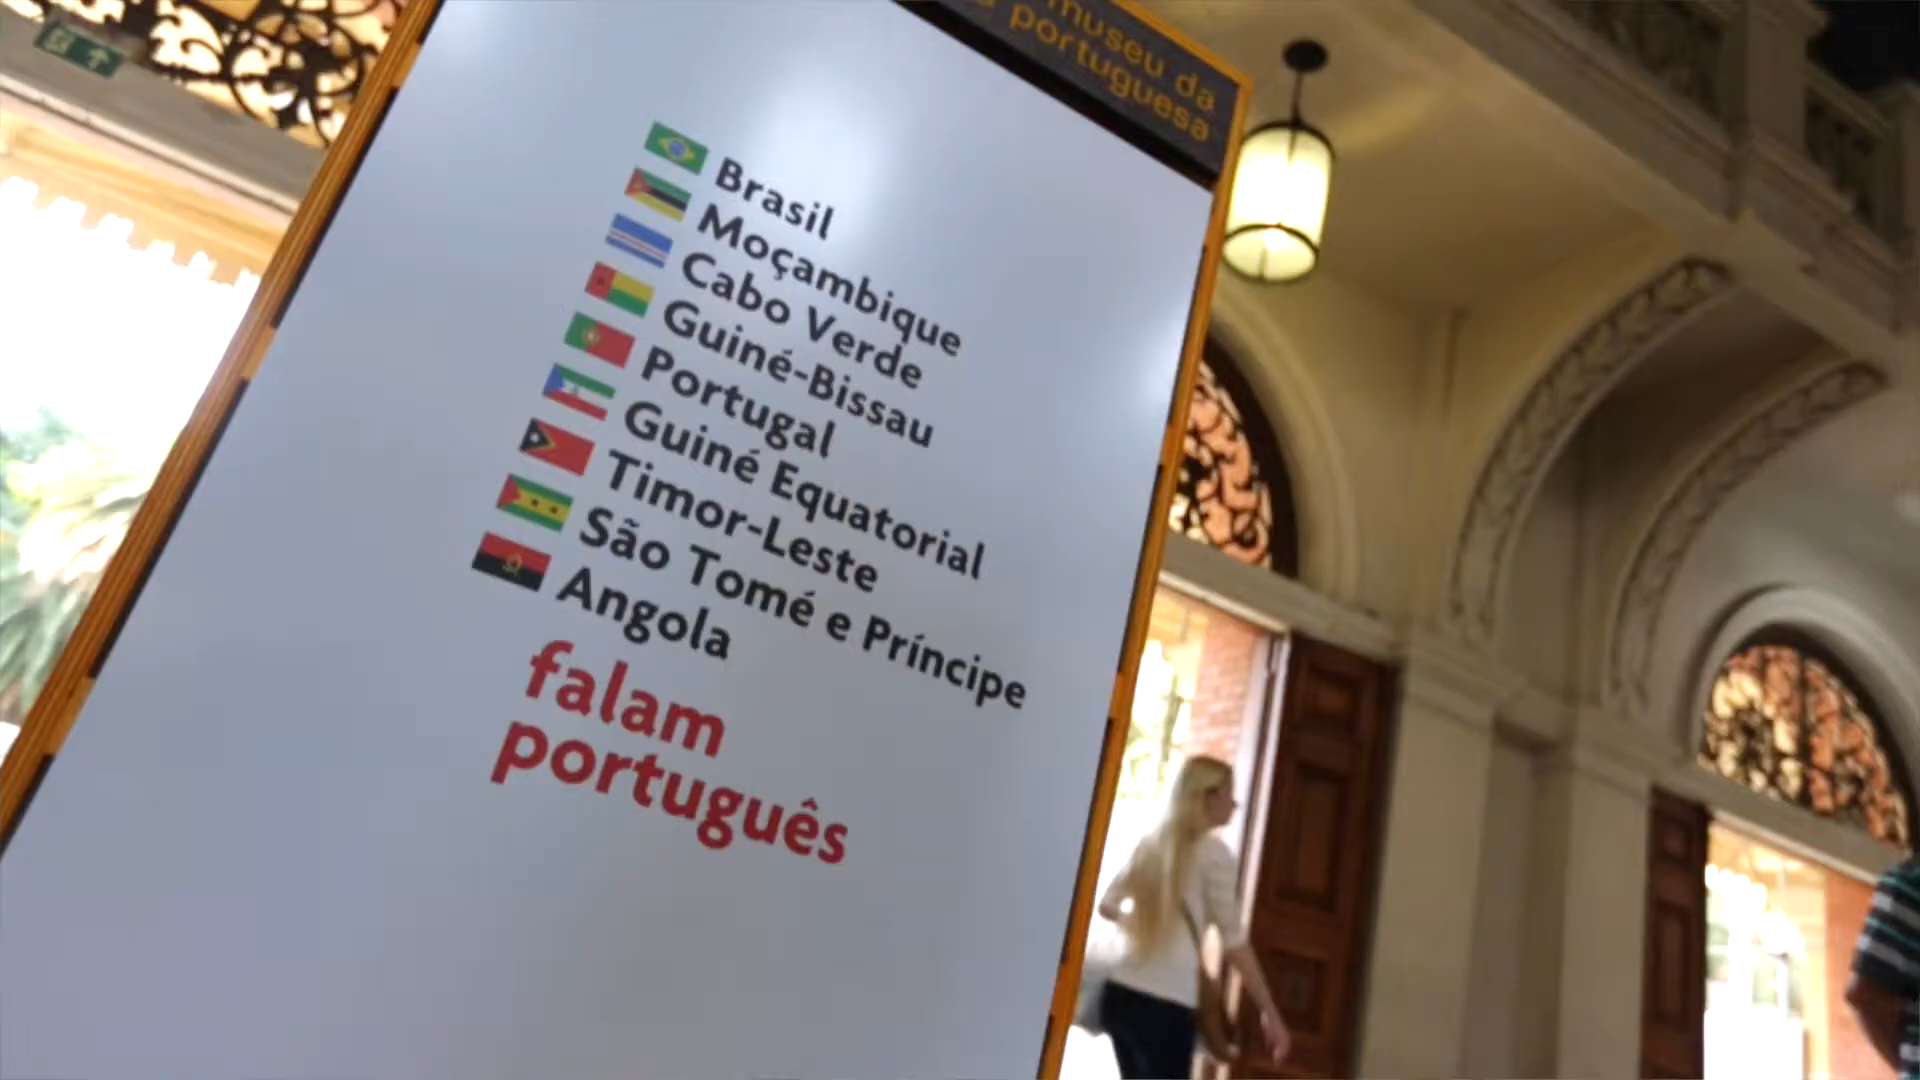 museu da
portuguesa
Brasil
Moçambique
Cabo Verde
Guiné-Bissau
Portugal
Guiné Equatorial
Timor-Leste
São Tomé e Príncipe
Angola
falam
português